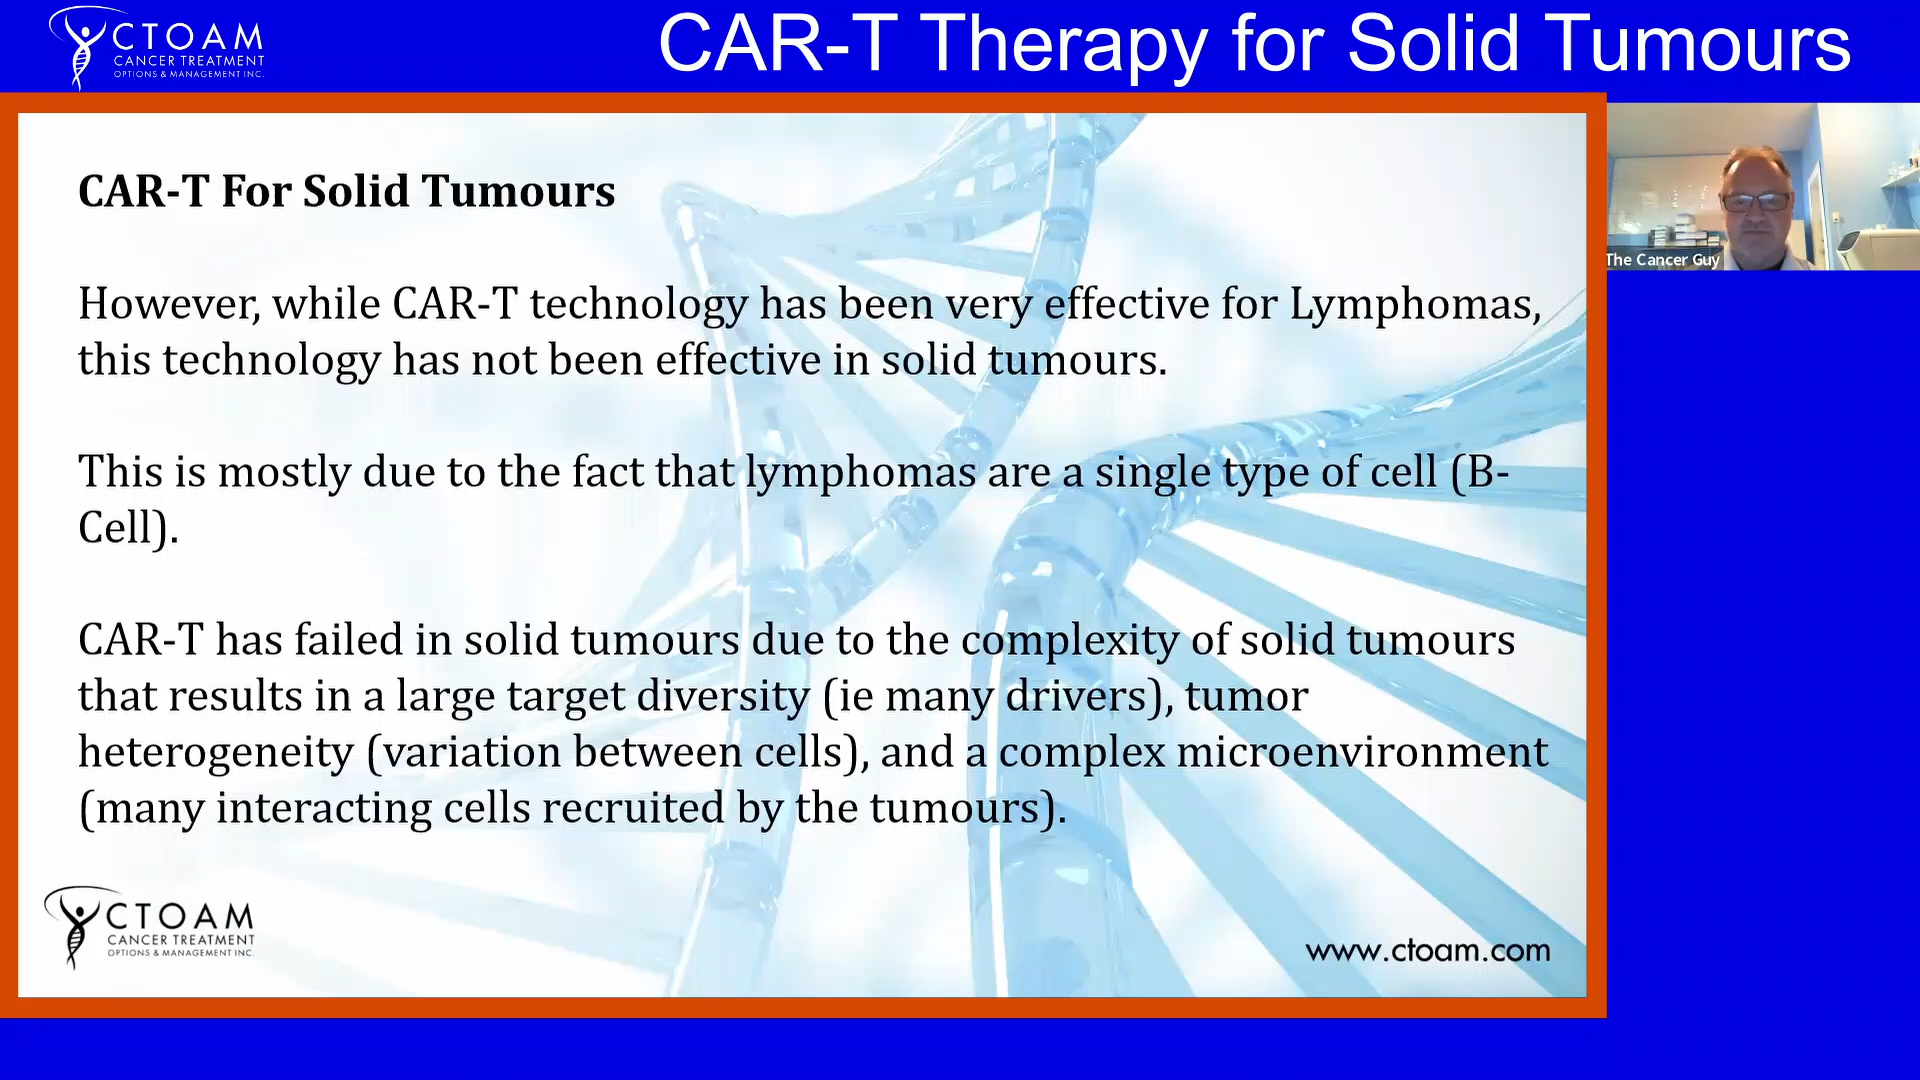 CTOAM
CANCER TREATMENT
OPTIONS & MANAGEMENT INC.
CAR-T Therapy for Solid Tumours
CAR-T For Solid Tumours
The Cancer Guy
However, while CAR-T technology has been very effective for Lymphomas,
this technology has not been effective in solid tumours.
This is mostly due to the fact that lymphomas are a single type of cell (B-
Cell).
CAR-T has failed in solid tumours due to the complexity of solid tumours
that results in a large target diversity (ie many drivers), tumor
heterogeneity (variation between cells), and a complex microenvironment
(many interacting cells recruited by the tumours).
CTOAM
CANCER TREATMENT
OPTIONS & MANAGEMENT INC.
www.ctoam.com